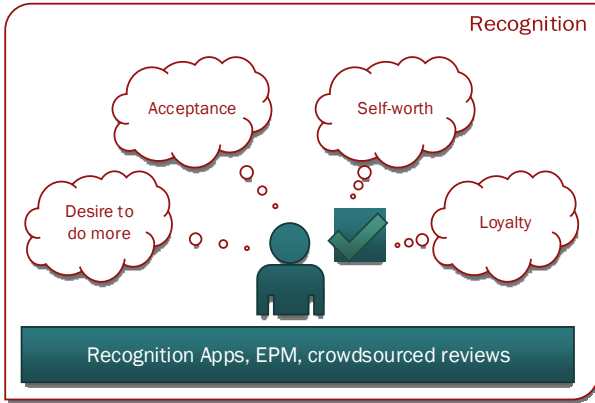 Recognition
Acceptance
Self-worth
Desire to
do more
Loyalty
Recognition Apps, EPM, crowdsourced reviews